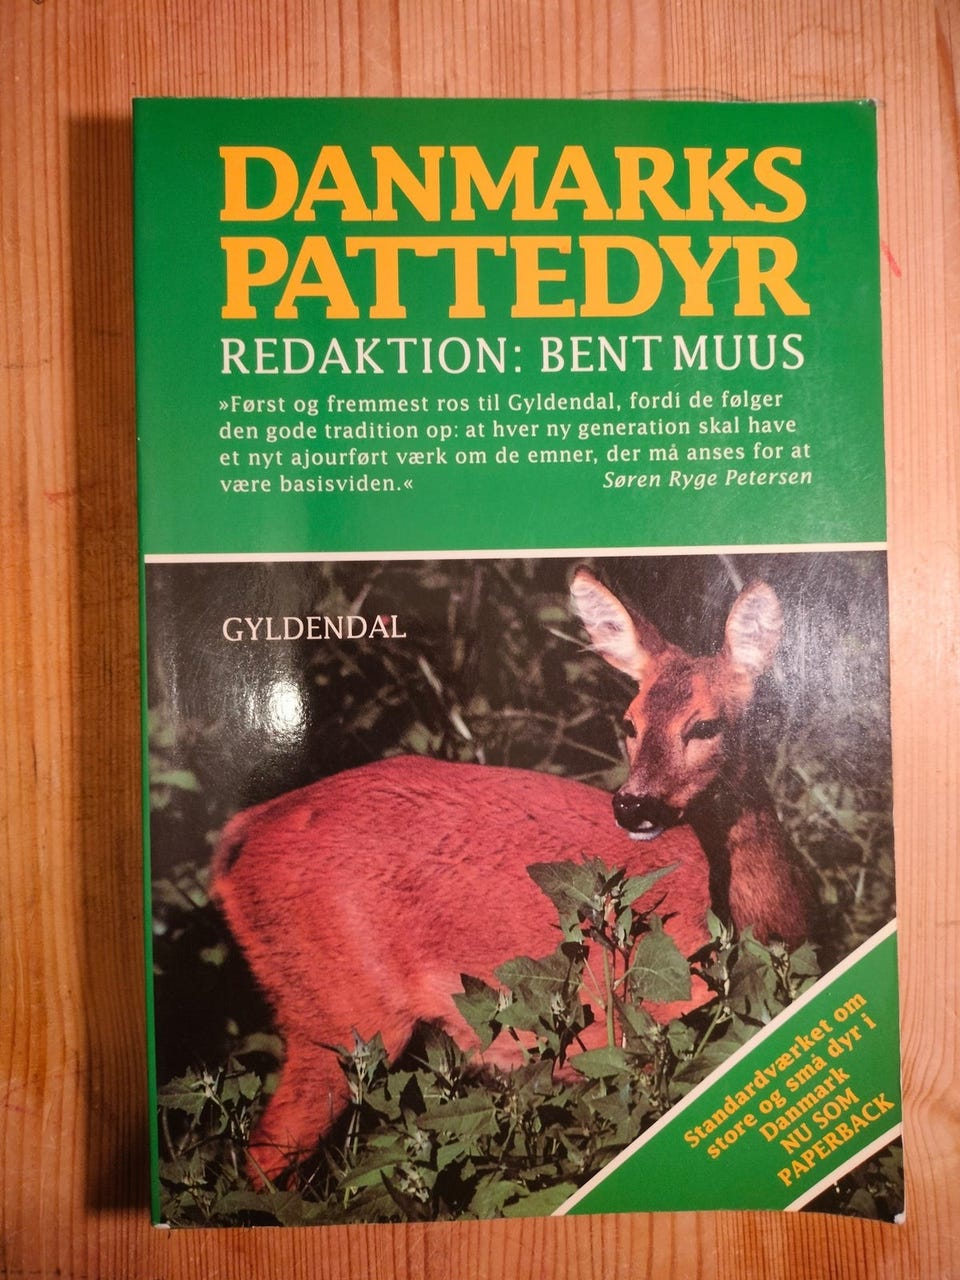 DANMARKS
PATTEDYR
REDAKTION: BENT MUUS
»Først og fremmest ros til Gyldendal, fordi de følger
den gode tradition op: at hver ny generation skal have
et nyt ajourført værk om de emner, der må anses for at
være basisviden.« Søren Ryge Petersen
GYLDENDAL
Standardværket om
store og små dyr i
Danmark
NU SOM
PAPERBACK